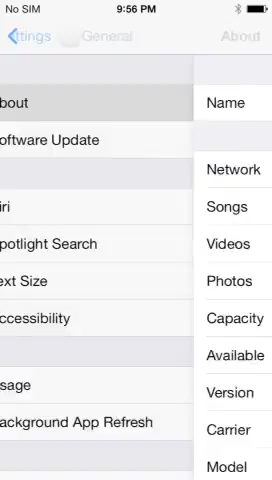 No SIM 9:56 PM
ttings General About
bout
oftware Update
iri
potlight Search
ext Size
ccessibility
sage
ackground App Refresh
Name
Network
Songs
Videos
Photos
Capacity
Available
Version
Carrier
Model